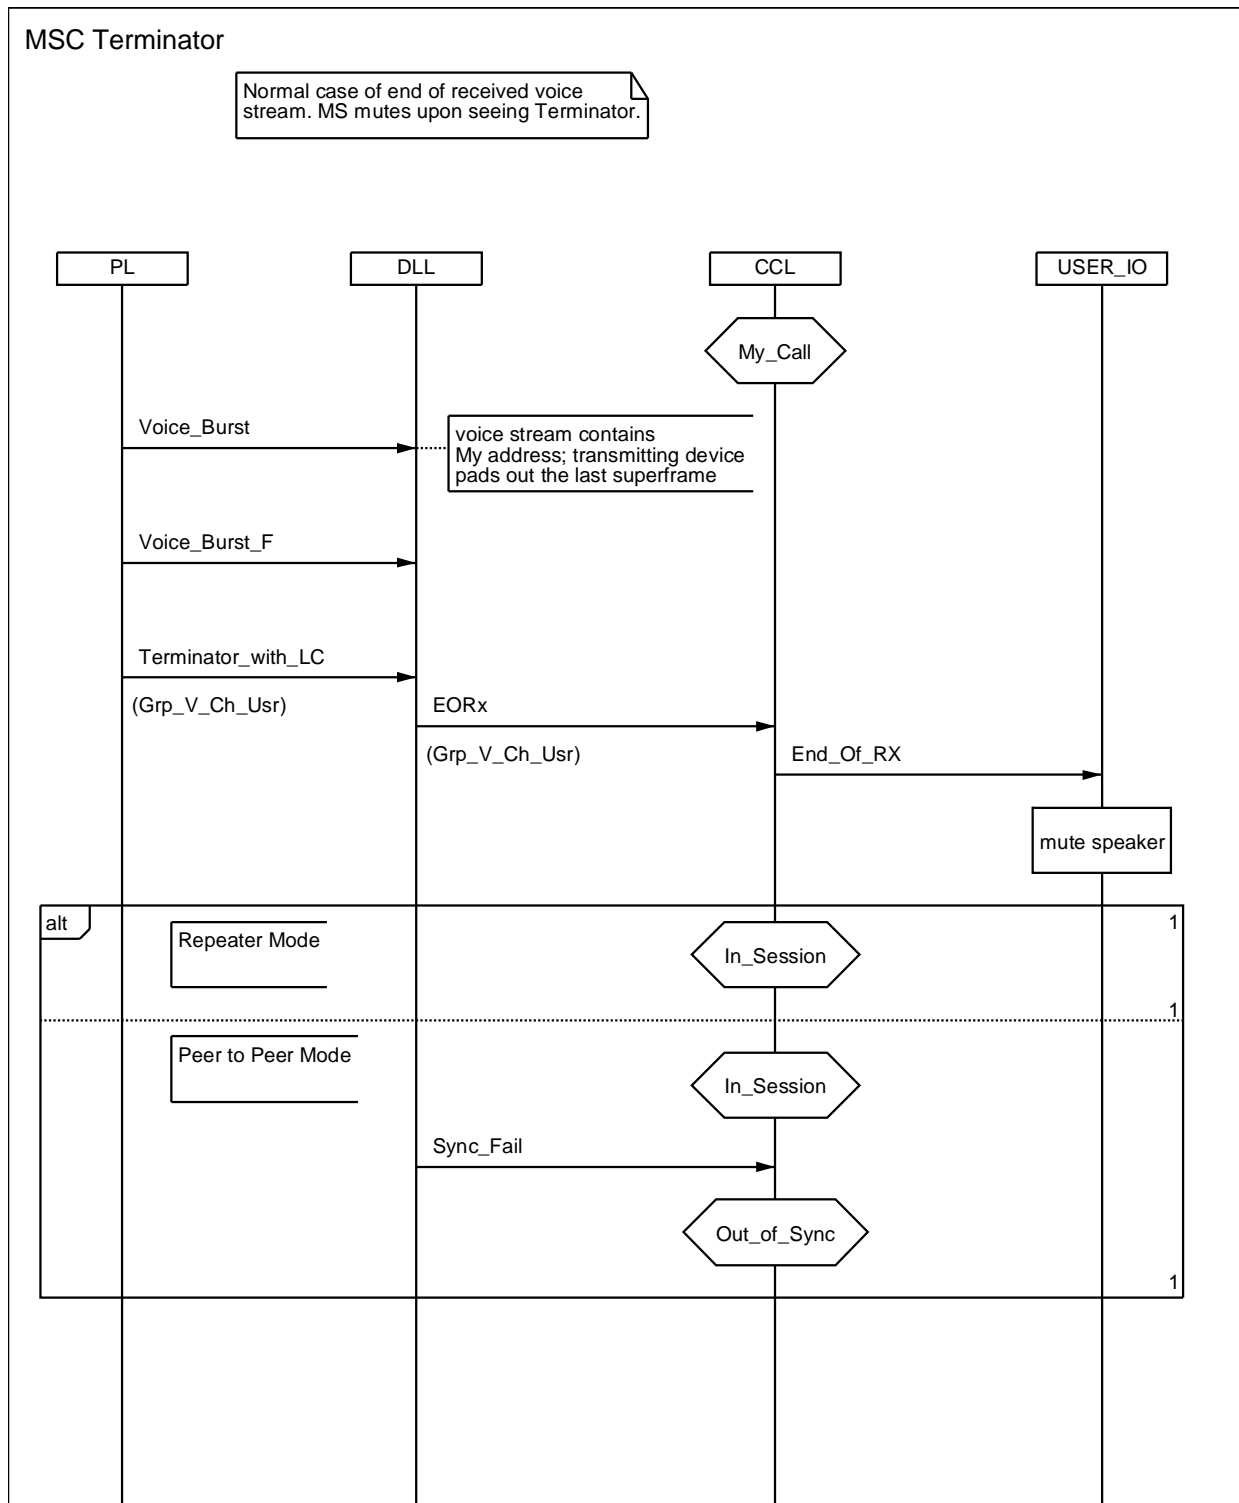 MSC Terminator
Normal case of end of received voice
stream. MS mutes upon seeing Terminator.
PL
DLL
CCL
USER_IO
My_Call
Voice_Burst
voice stream contains
My address; transmitting device
pads out the last superframe
Voice_Burst_F
Terminator_with_LC
(Grp_V_Ch_Usr)
EORx
(Grp_V_Ch_Usr)
End_Of_RX
mute speaker
alt
1
Repeater Mode
In_Session
1
Peer to Peer Mode
In_Session
Sync_Fail
Out_of_Sync
1